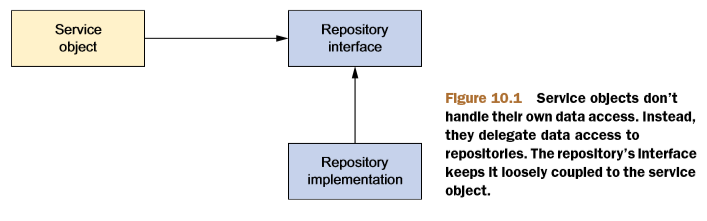 Service
object
Repository
interface
Repository
implementation
Figure 10.1 Service objects don't
handle their own data access. Instead,
they delegate data access to
repositories. The repository's interface
keeps it loosely coupled to the service
object.